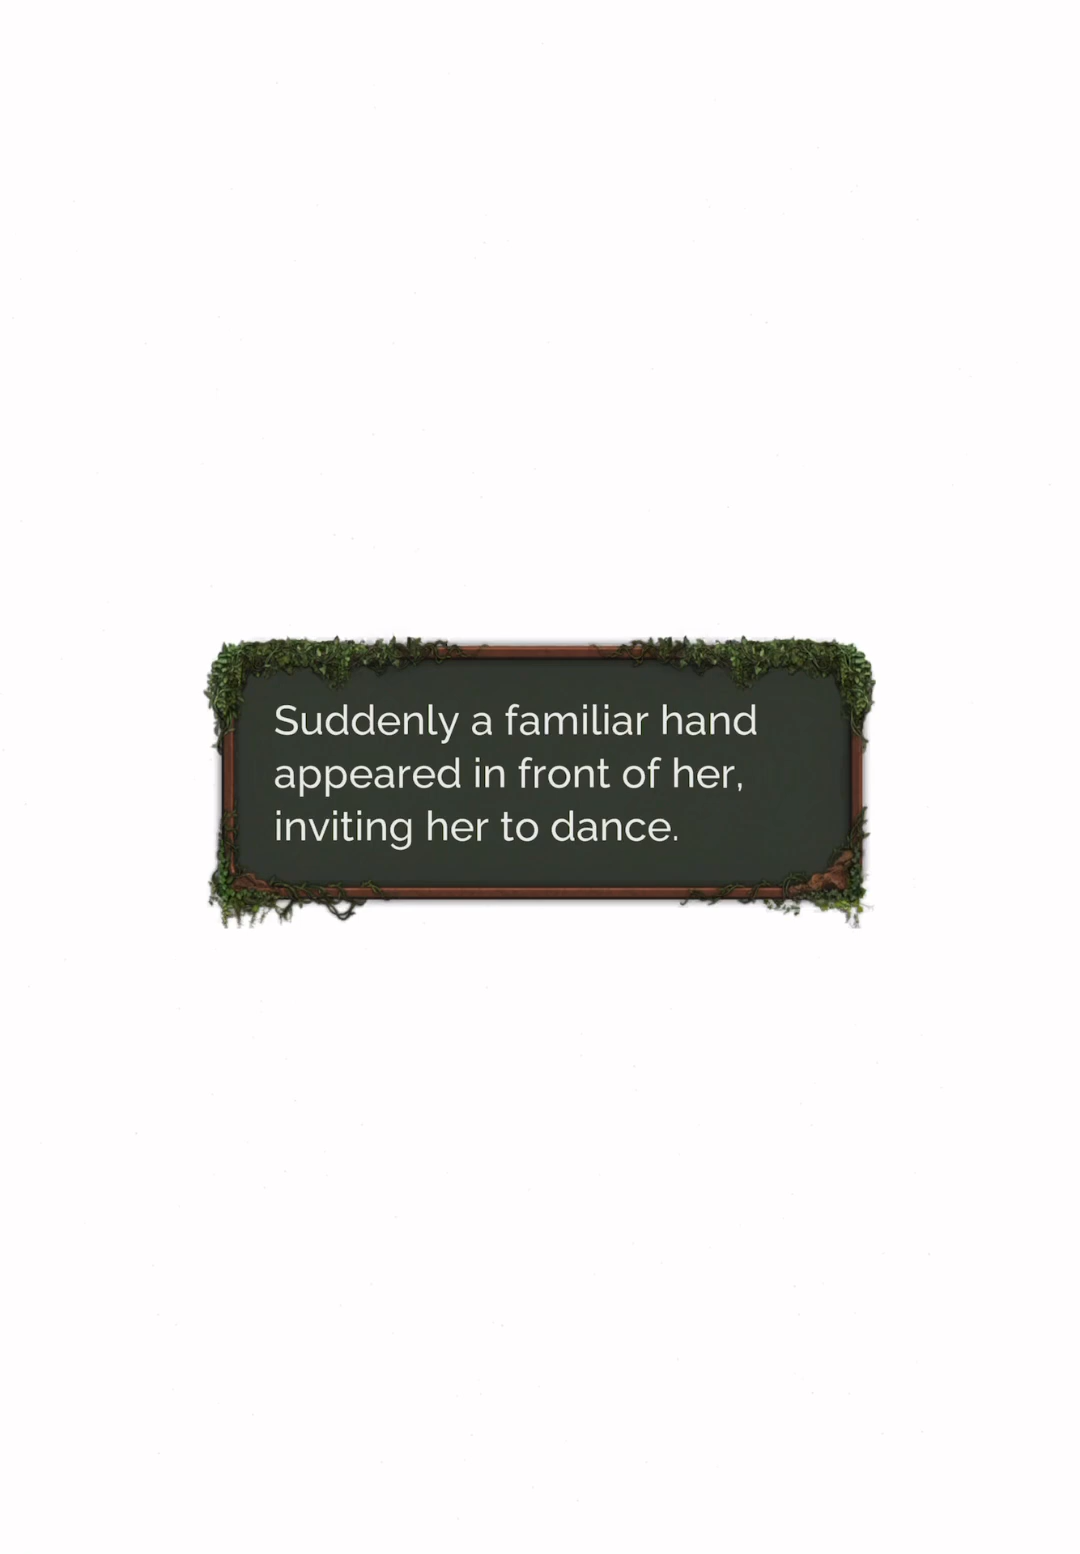 Suddenly a familiar hand
appeared in front of her,
inviting her to dance.